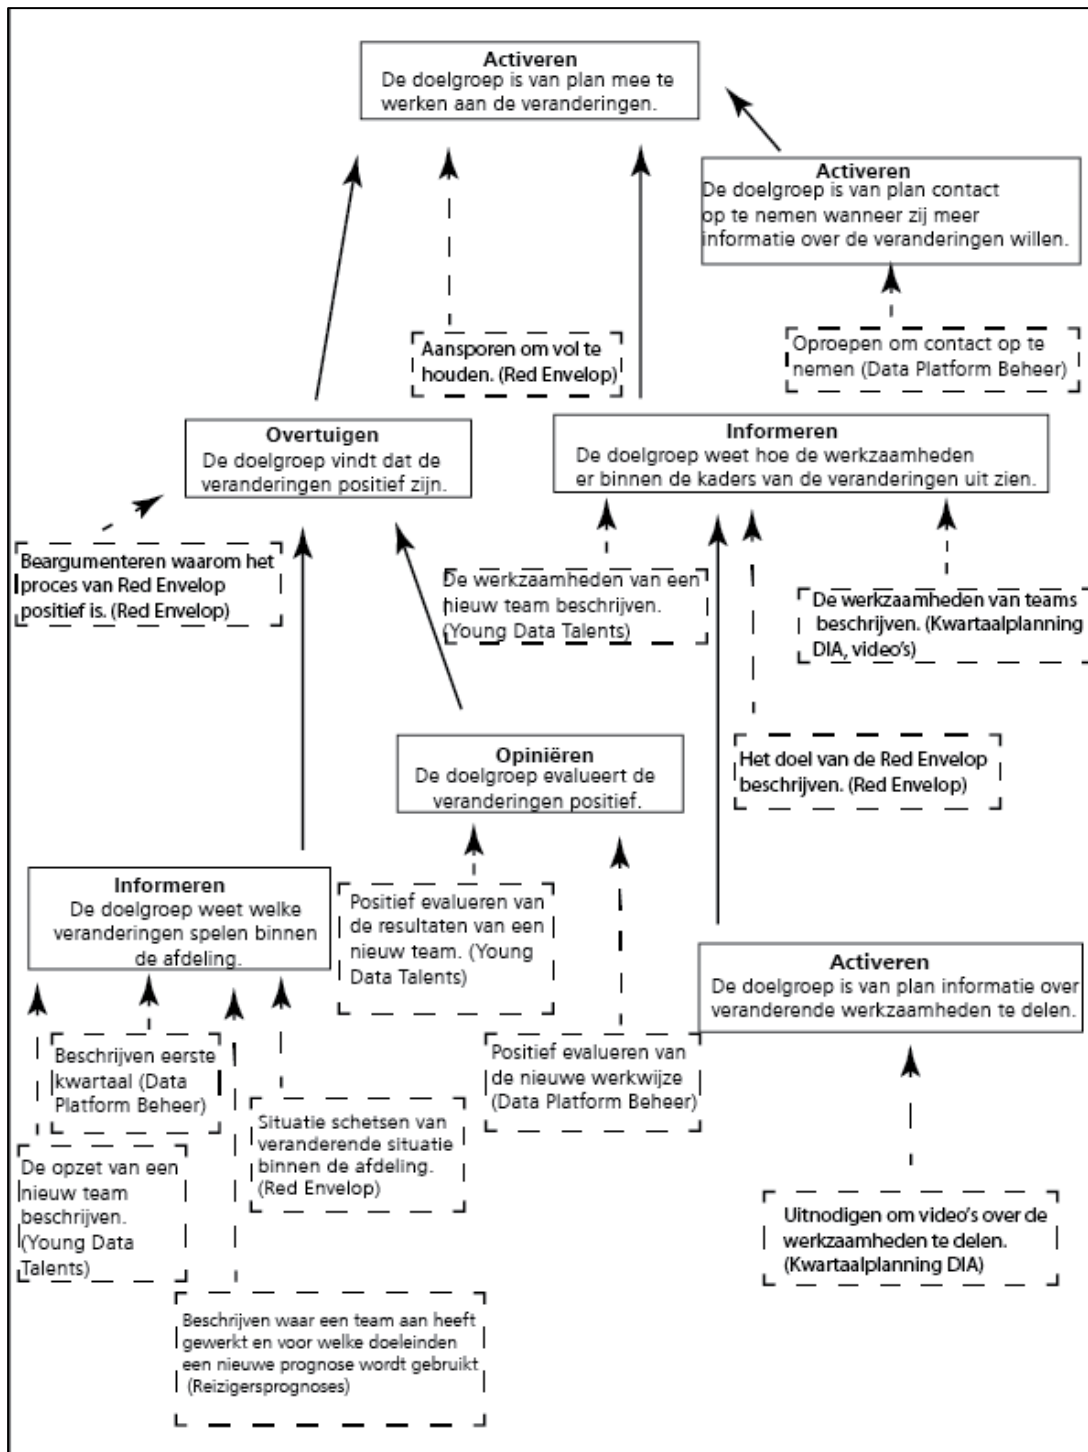 Activeren
De doelgroep is van plan mee te
werken aan de veranderingen.
Activeren
De doelgroep is van plan contact
op te nemen wanneer zij meer
informatie over de veranderingen willen.
Aansporen om vol te
houden. (Red Envelop)
Oproepen om contact op te
nemen (Data Platform Beheer)
Overtuigen
De doelgroep vindt dat de
veranderingen positief zijn.
Informeren
De doelgroep weet hoe de werkzaamheden
er binnen de kaders van de veranderingen uit zien.
Beargumenteren waarom het
proces van Red Envelop
positief is. (Red Envelop)
De werkzaamheden van een
nieuw team beschrijven.
(Young Data Talents)
De werkzaamheden van teams
beschrijven. (Kwartaalplanning
DIA, video's)
Opiniëren
De doelgroep evalueert de
veranderingen positief.
Het doel van de Red Envelop
beschrijven. (Red Envelop)
Informeren
De doelgroep weet welke
veranderingen spelen binnen
de afdeling.
Positief evalueren van
de resultaten van een
nieuw team. (Young
Data Talents)
Activeren
De doelgroep is van plan informatie over
veranderende werkzaamheden te delen.
Beschrijven eerste
kwartaal (Data
Platform Beheer)
Positief evalueren van
de nieuwe werkwijze
(Data Platform Beheer)
Situatie schetsen van
veranderende situatie
binnen de afdeling.
(Red Envelop)
De opzet van een
nieuw team
beschrijven.
(Young Data
Talents)
Uitnodigen om video's over de
werkzaamheden te delen.
(Kwartaalplanning DIA)
Beschrijven waar een team aan heeft
gewerkt en voor welke doeleinden
een nieuwe prognose wordt gebruikt
(Reizigersprognoses)